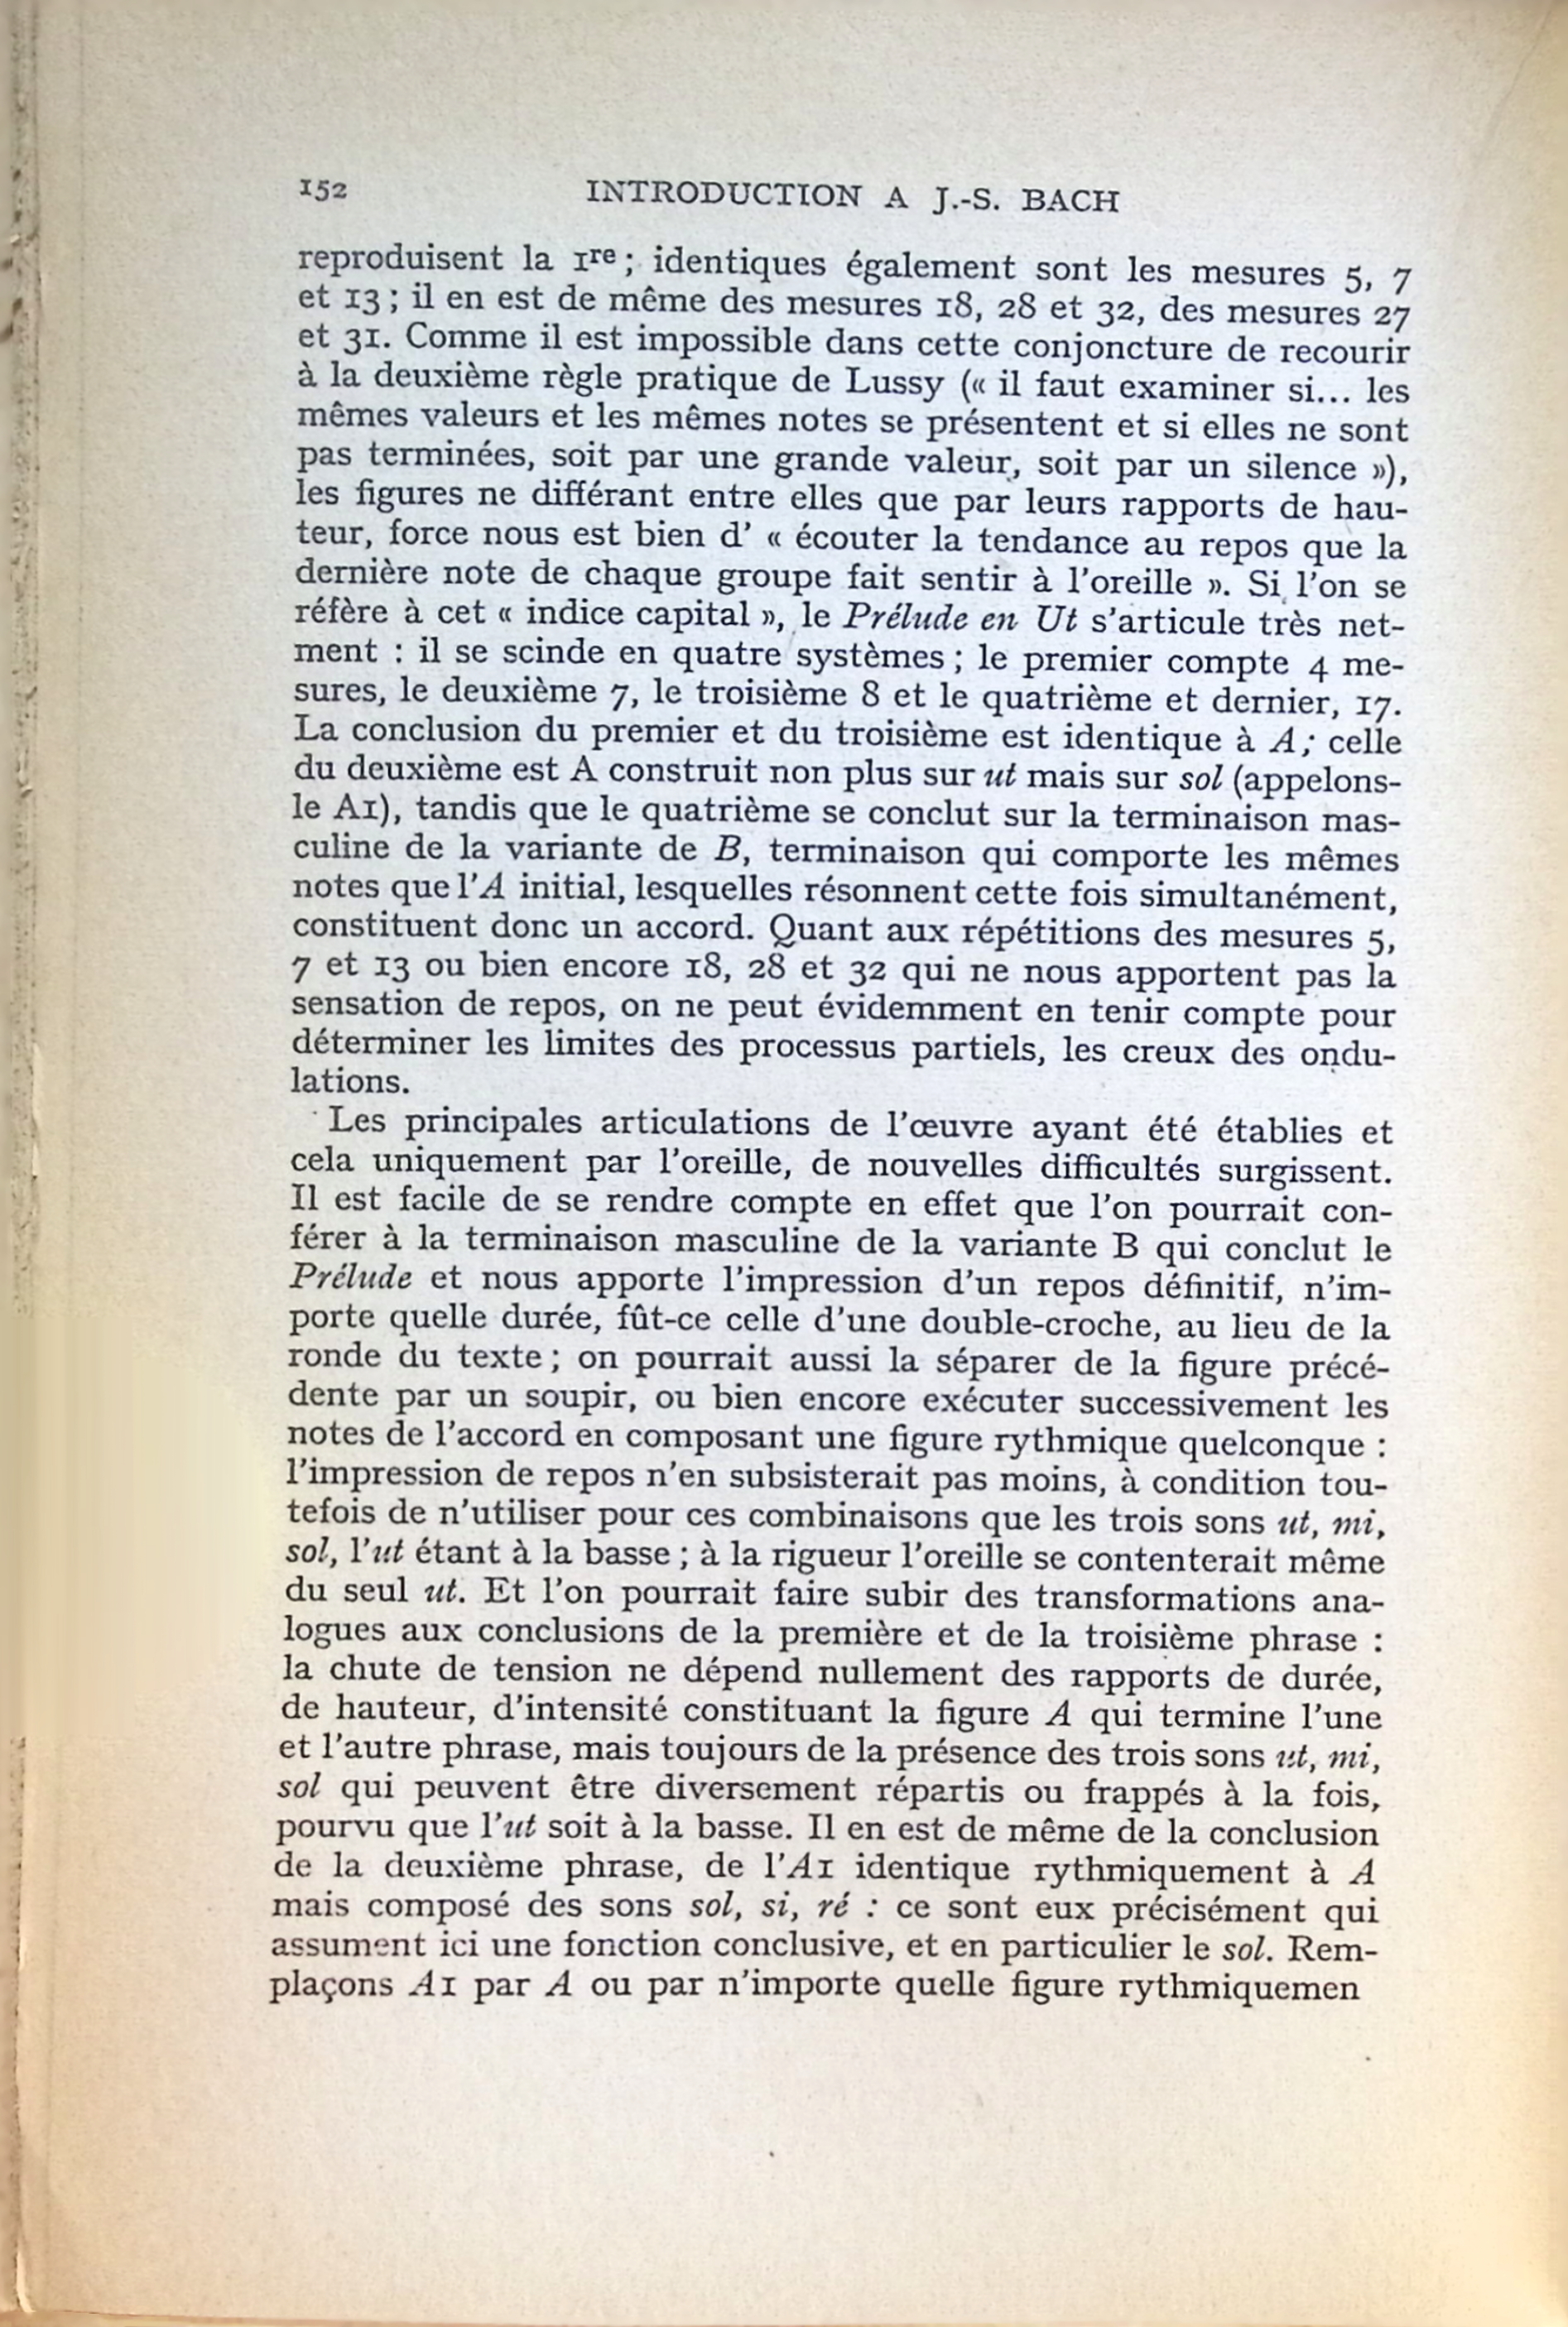 152 INTRODUCTION A J.-S. BACH
reproduisent la 1re ; identiques également sont les mesures 5, 7
et 13 ; il en est de même des mesures 18, 28 et 32, des mesures 27
et 31. Comme il est impossible dans cette conjoncture de recourir
à la deuxième règle pratique de Lussy (« il faut examiner si... les
mêmes valeurs et les mêmes notes se présentent et si elles ne sont
pas terminées, soit par une grande valeur, soit par un silence »),
les figures ne différant entre elles que par leurs rapports de hau-
teur, force nous est bien d' « écouter la tendance au repos que la
dernière note de chaque groupe fait sentir à l'oreille ». Si l'on se
réfère à cet « indice capital », le Prélude en Ut s'articule très net-
ment : il se scinde en quatre systèmes ; le premier compte 4 me-
sures, le deuxième 7, le troisième 8 et le quatrième et dernier, 17.
La conclusion du premier et du troisième est identique à A ; celle
du deuxième est A construit non plus sur ut mais sur sol (appelons-
le A1), tandis que le quatrième se conclut sur la terminaison mas-
culine de la variante de B, terminaison qui comporte les mêmes
notes que l'A initial, lesquelles résonnent cette fois simultanément,
constituent donc un accord. Quant aux répétitions des mesures 5,
7 et 13 ou bien encore 18, 28 et 32 qui ne nous apportent pas la
sensation de repos, on ne peut évidemment en tenir compte pour
déterminer les limites des processus partiels, les creux des ondu-
lations.
Les principales articulations de l'œuvre ayant été établies et
cela uniquement par l'oreille, de nouvelles difficultés surgissent.
Il est facile de se rendre compte en effet que l'on pourrait con-
férer à la terminaison masculine de la variante B qui conclut le
Prélude et nous apporte l'impression d'un repos définitif, n'im-
porte quelle durée, fût-ce celle d'une double-croche, au lieu de la
ronde du texte ; on pourrait aussi la séparer de la figure précé-
dente par un soupir, ou bien encore exécuter successivement les
notes de l'accord en composant une figure rythmique quelconque :
l'impression de repos n'en subsisterait pas moins, à condition tou-
tefois de n'utiliser pour ces combinaisons que les trois sons ut, mi,
sol, l'ut étant à la basse ; à la rigueur l'oreille se contenterait même
du seul ut. Et l'on pourrait faire subir des transformations ana-
logues aux conclusions de la première et de la troisième phrase :
la chute de tension ne dépend nullement des rapports de durée,
de hauteur, d'intensité constituant la figure A qui termine l'une
et l'autre phrase, mais toujours de la présence des trois sons ut, mi,
sol qui peuvent être diversement répartis ou frappés à la fois,
pourvu que l'ut soit à la basse. Il en est de même de la conclusion
de la deuxième phrase, de l'A1 identique rythmiquement à A
mais composé des sons sol, si, ré : ce sont eux précisément qui
assument ici une fonction conclusive, et en particulier le sol. Rem-
plaçons A1 par A ou par n'importe quelle figure rythmiquemen